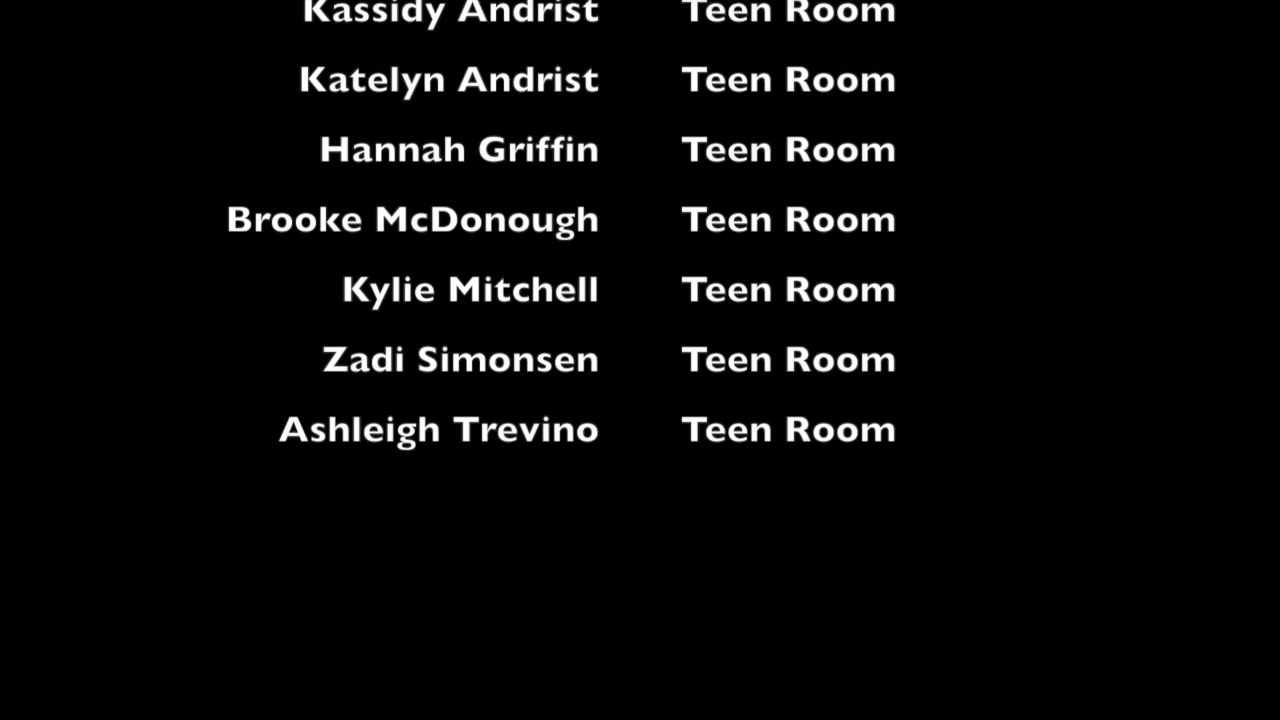 Kassidy Andrist Teen Room
Katelyn Andrist Teen Room
Hannah Griffin Teen Room
Brooke McDonough Teen Room
Kylie Mitchell Teen Room
Zadi Simonsen Teen Room
Ashleigh Trevino Teen Room